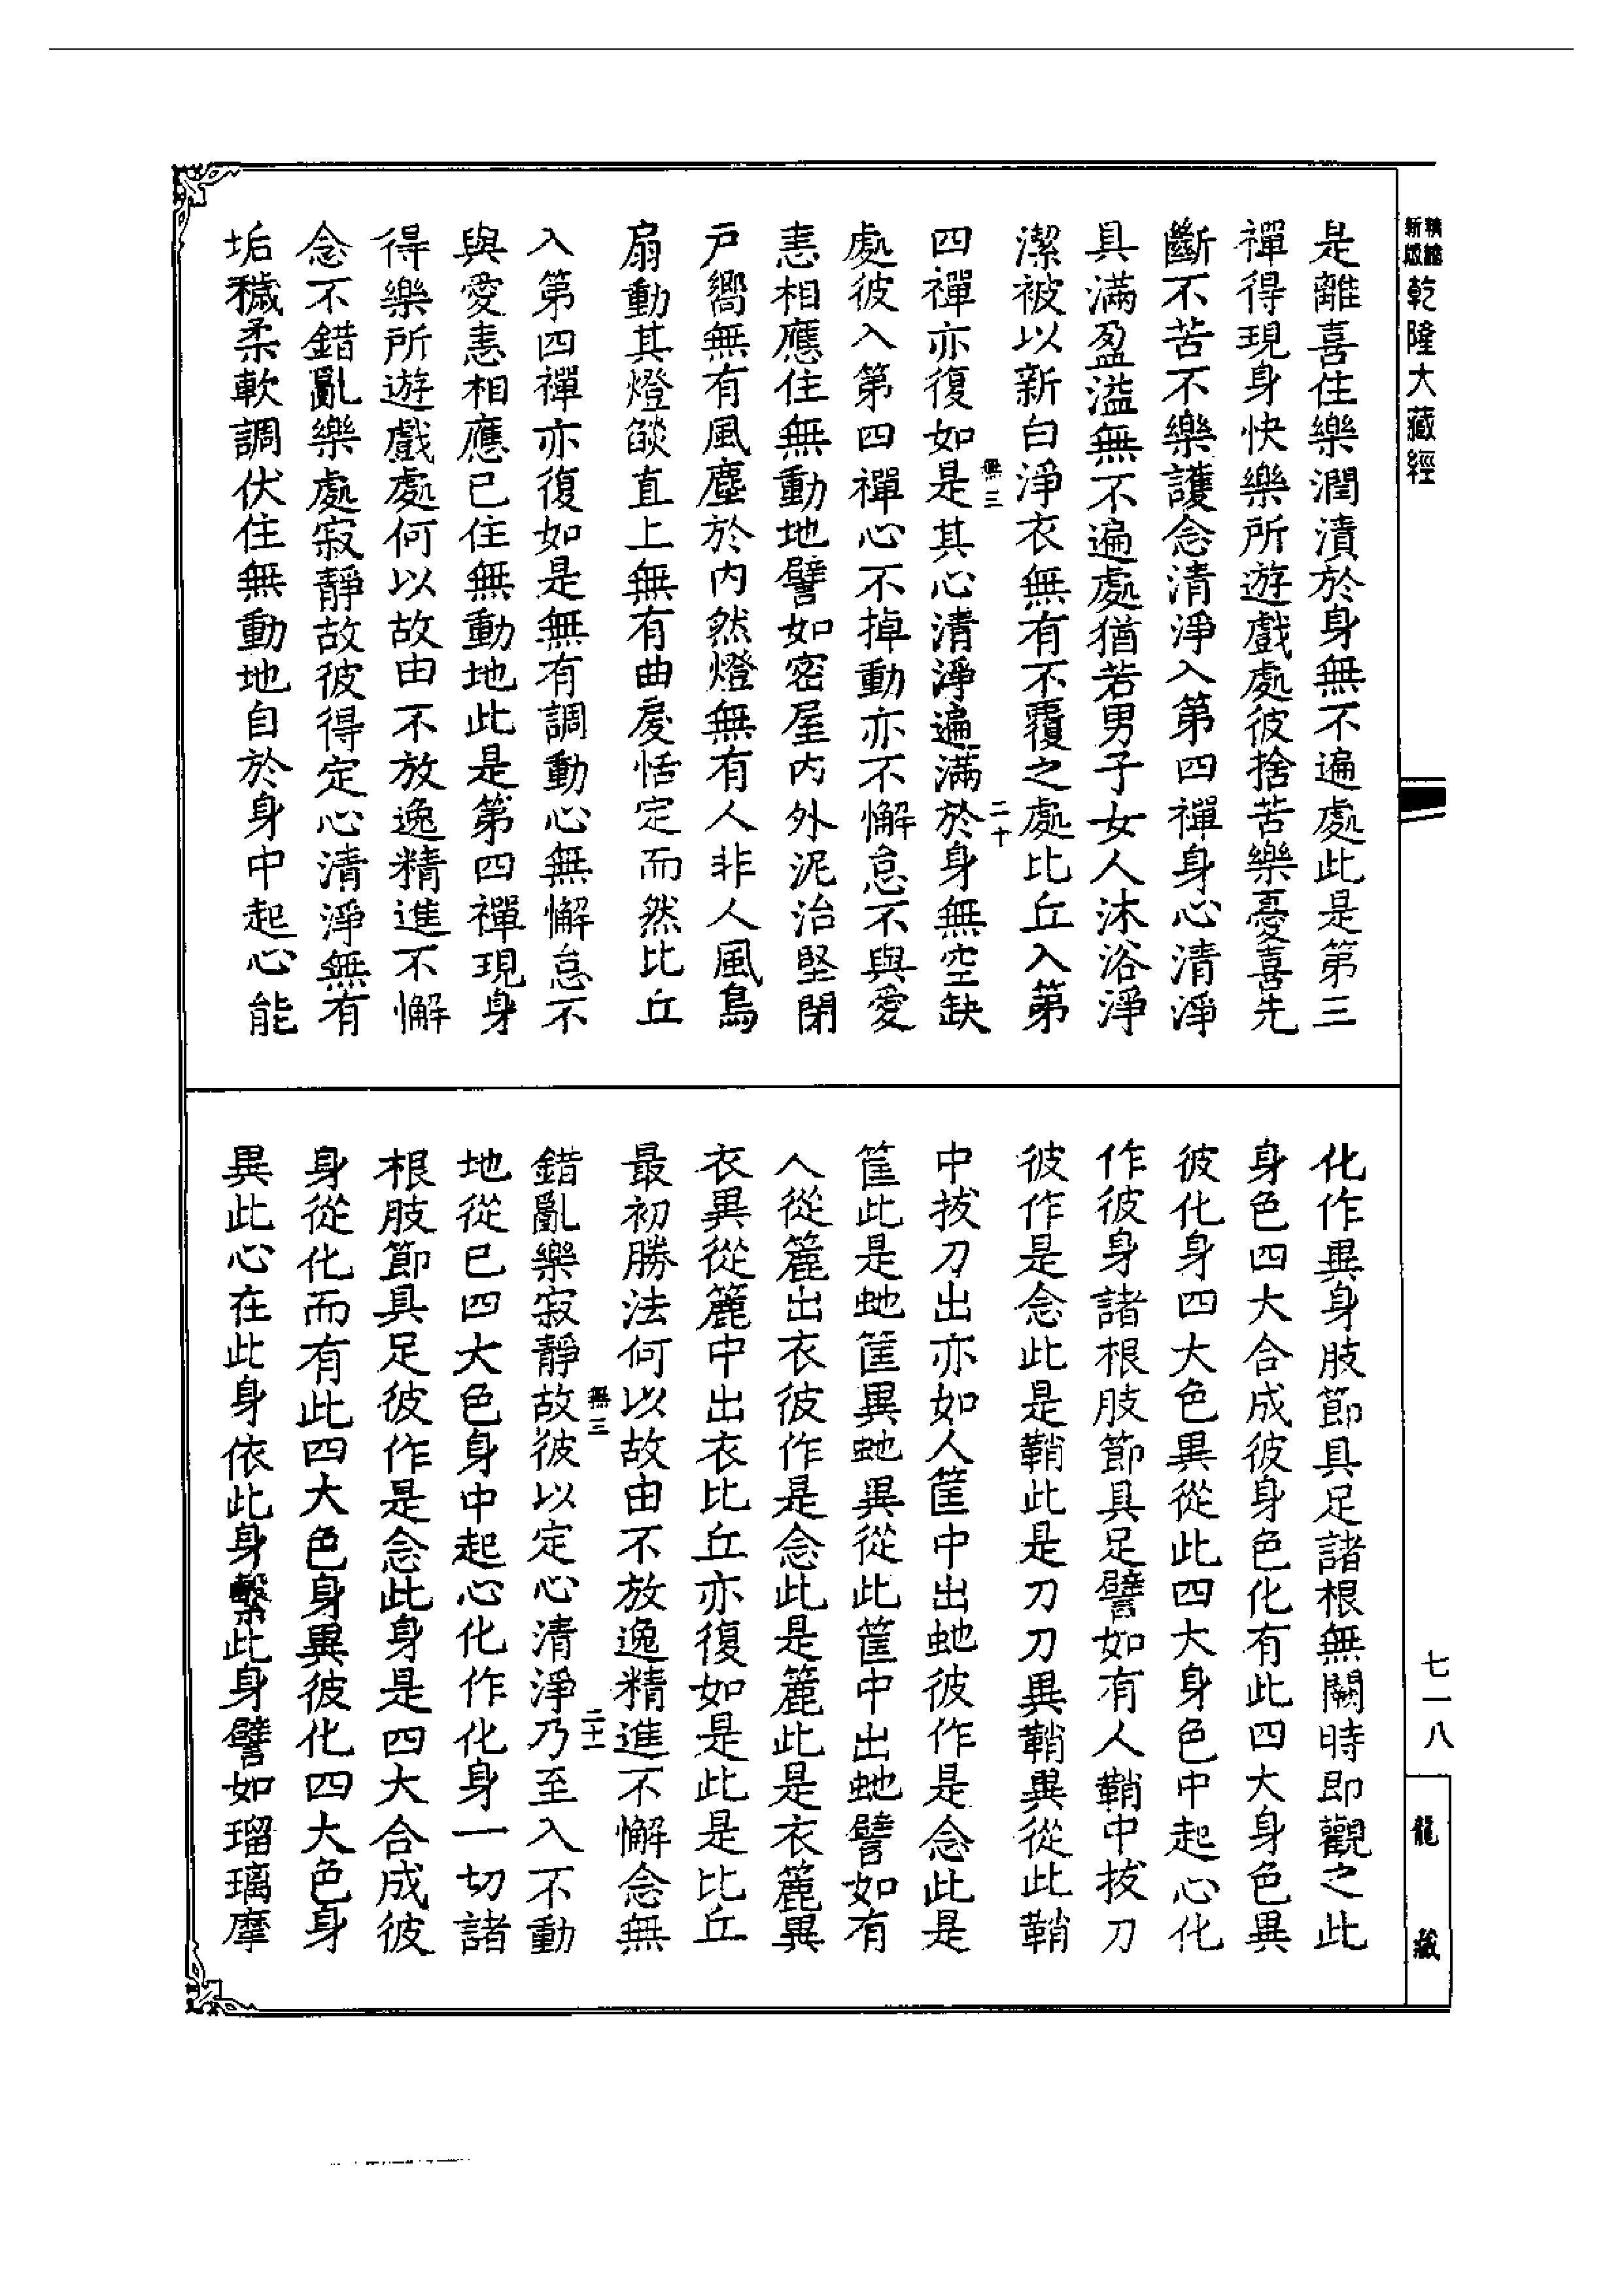 精縮
新版
乾隆大藏經
是離喜住樂潤漬於身無不遍處此是第三
禪得現身快樂所遊戲處彼捨苦樂憂喜先
斷不苦不樂護念清淨入第四禪身心清淨
具滿盈溢無不遍處猶若男子女人沐浴淨
潔被以新白淨衣無有不覆之處比丘入第
無三　二十
四禪亦復如是其心清淨遍滿於身無空缺
處彼入第四禪心不掉動亦不懈怠不與愛
恚相應住無動地譬如密屋內外泥治堅閉
戶嚮無有風塵於內然燈無有人非人風鳥
扇動其燈燄直上無有曲戾恬定而然比丘
入第四禪亦復如是無有調動心無懈怠不
與愛恚相應已住無動地此是第四禪現身
得樂所遊戲處何以故由不放逸精進不懈
念不錯亂樂處寂靜故彼得定心清淨無有
垢穢柔軟調伏住無動地自於身中起心能
化作異身肢節具足諸根無闕時即觀之此
身色四大合成彼身色化有此四大身色異
彼化身四大色異從此四大身色中起心化
作彼身諸根肢節具足譬如有人鞘中拔刀
彼作是念此是鞘此是刀刀異鞘異從此鞘
中拔刀出亦如人筐中出虵彼作是念此是
筐此是虵筐異虵異從此筐中出虵譬如有
人從簏出衣彼作是念此是簏此是衣簏異
衣異從簏中出衣比丘亦復如是此是比丘
最初勝法何以故由不放逸精進不懈念無
無三　二十一
錯亂樂寂靜故彼以定心清淨乃至入不動
地從已四大色身中起心化作化身一切諸
根肢節具足彼作是念此身是四大合成彼
身從化而有此四大色身異彼化四大色身
異此心在此身依此身繫此身譬如瑠璃摩
七一八
龍藏